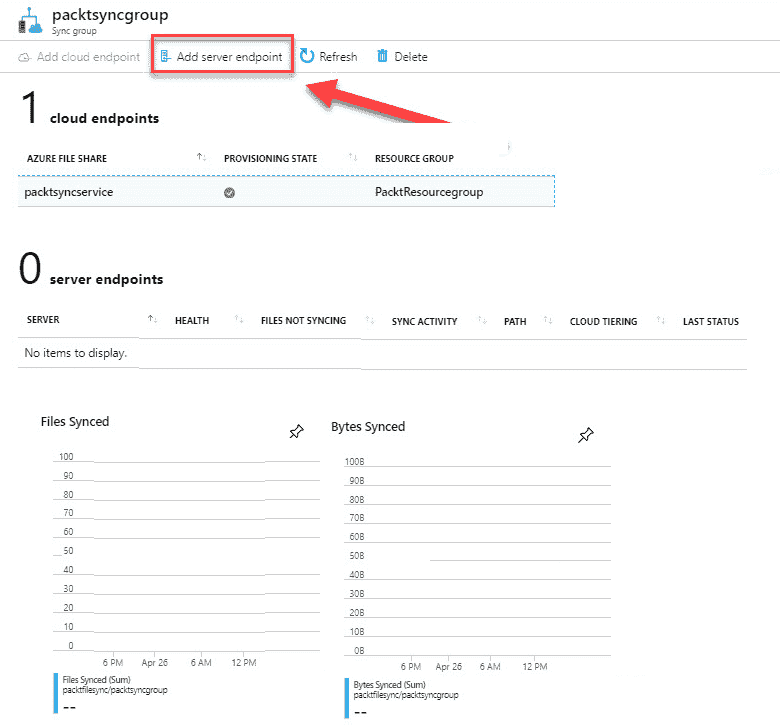 packtsyncgroup
Sync group
Add cloud endpoint Add server endpoint Refresh Delete
1 cloud endpoints
AZURE FILE SHARE PROVISIONING STATE RESOURCE GROUP
packtsyncservice PacktResourcegroup
0 server endpoints
SERVER HEALTH FILES NOT SYNCING SYNC ACTIVITY PATH CLOUD TIERING LAST STATUS
No items to display.
Files Synced
100
90
80
70
60
50
40
30
20
10
0
6 PM Apr 26 6 AM 12 PM
Files Synced (Sum)
packtfilesync/packtsyncgroup
--
Bytes Synced
100B
90B
80B
70B
60B
50B
40B
30B
20B
10B
0B
6 PM Apr 26 6 AM 12 PM
Bytes Synced (Sum)
packtfilesync/packtsyncgroup
--